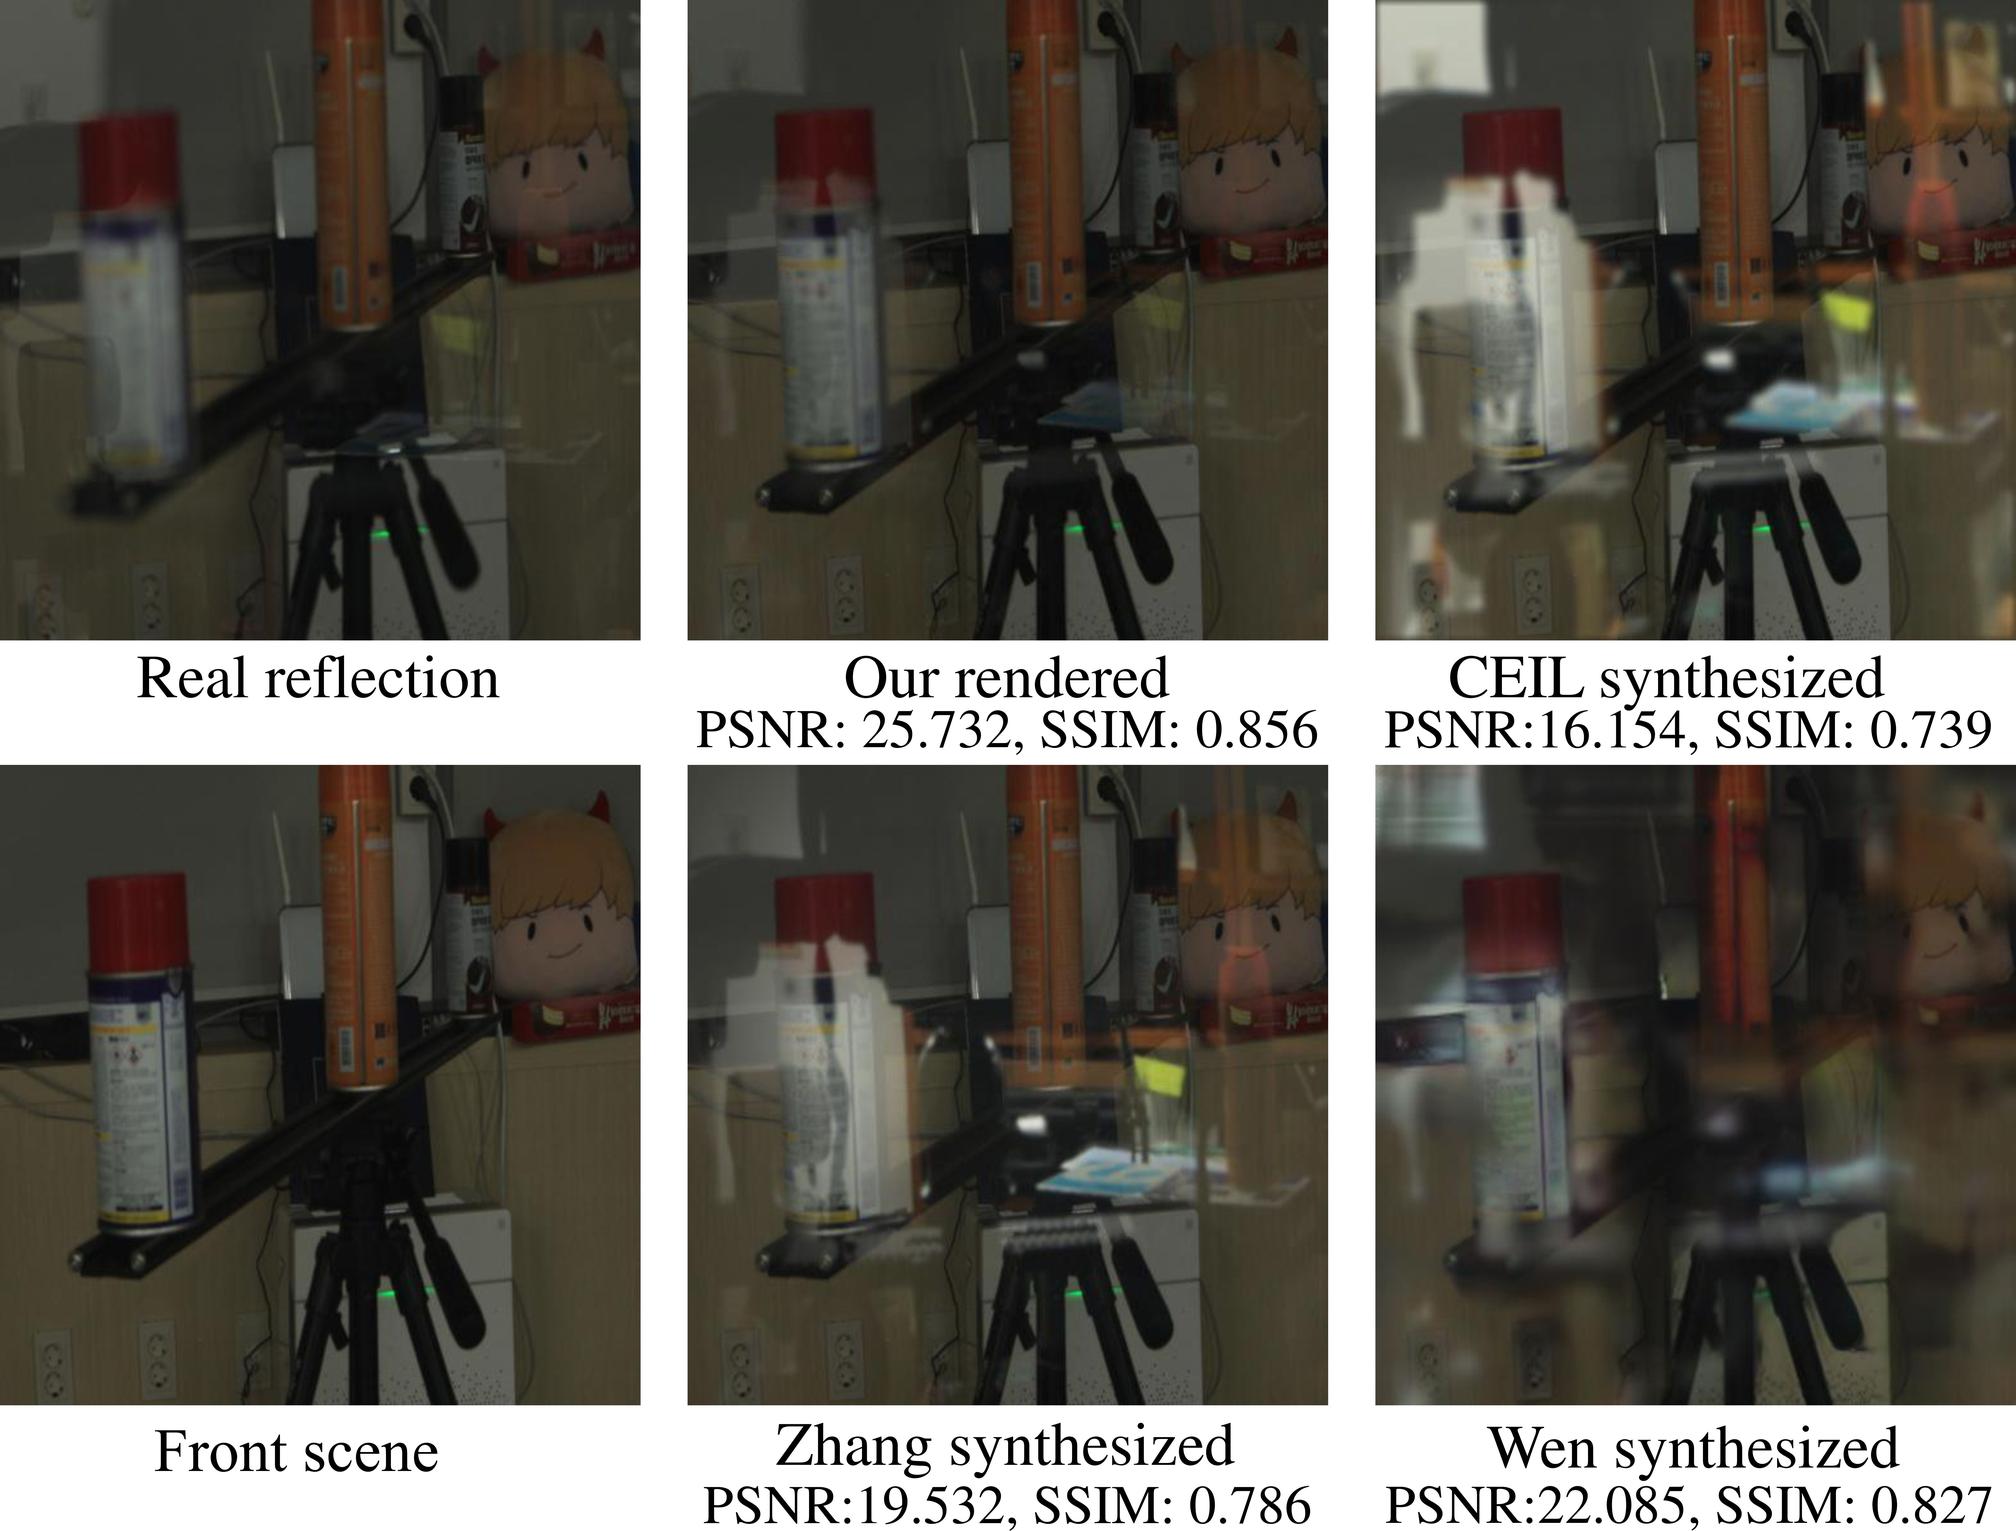 Real reflection
Our rendered
PSNR: 25.732, SSIM: 0.856
CEIL synthesized
PSNR:16.154, SSIM: 0.739
Front scene
Zhang synthesized
PSNR:19.532, SSIM: 0.786
Wen synthesized
PSNR:22.085, SSIM: 0.827